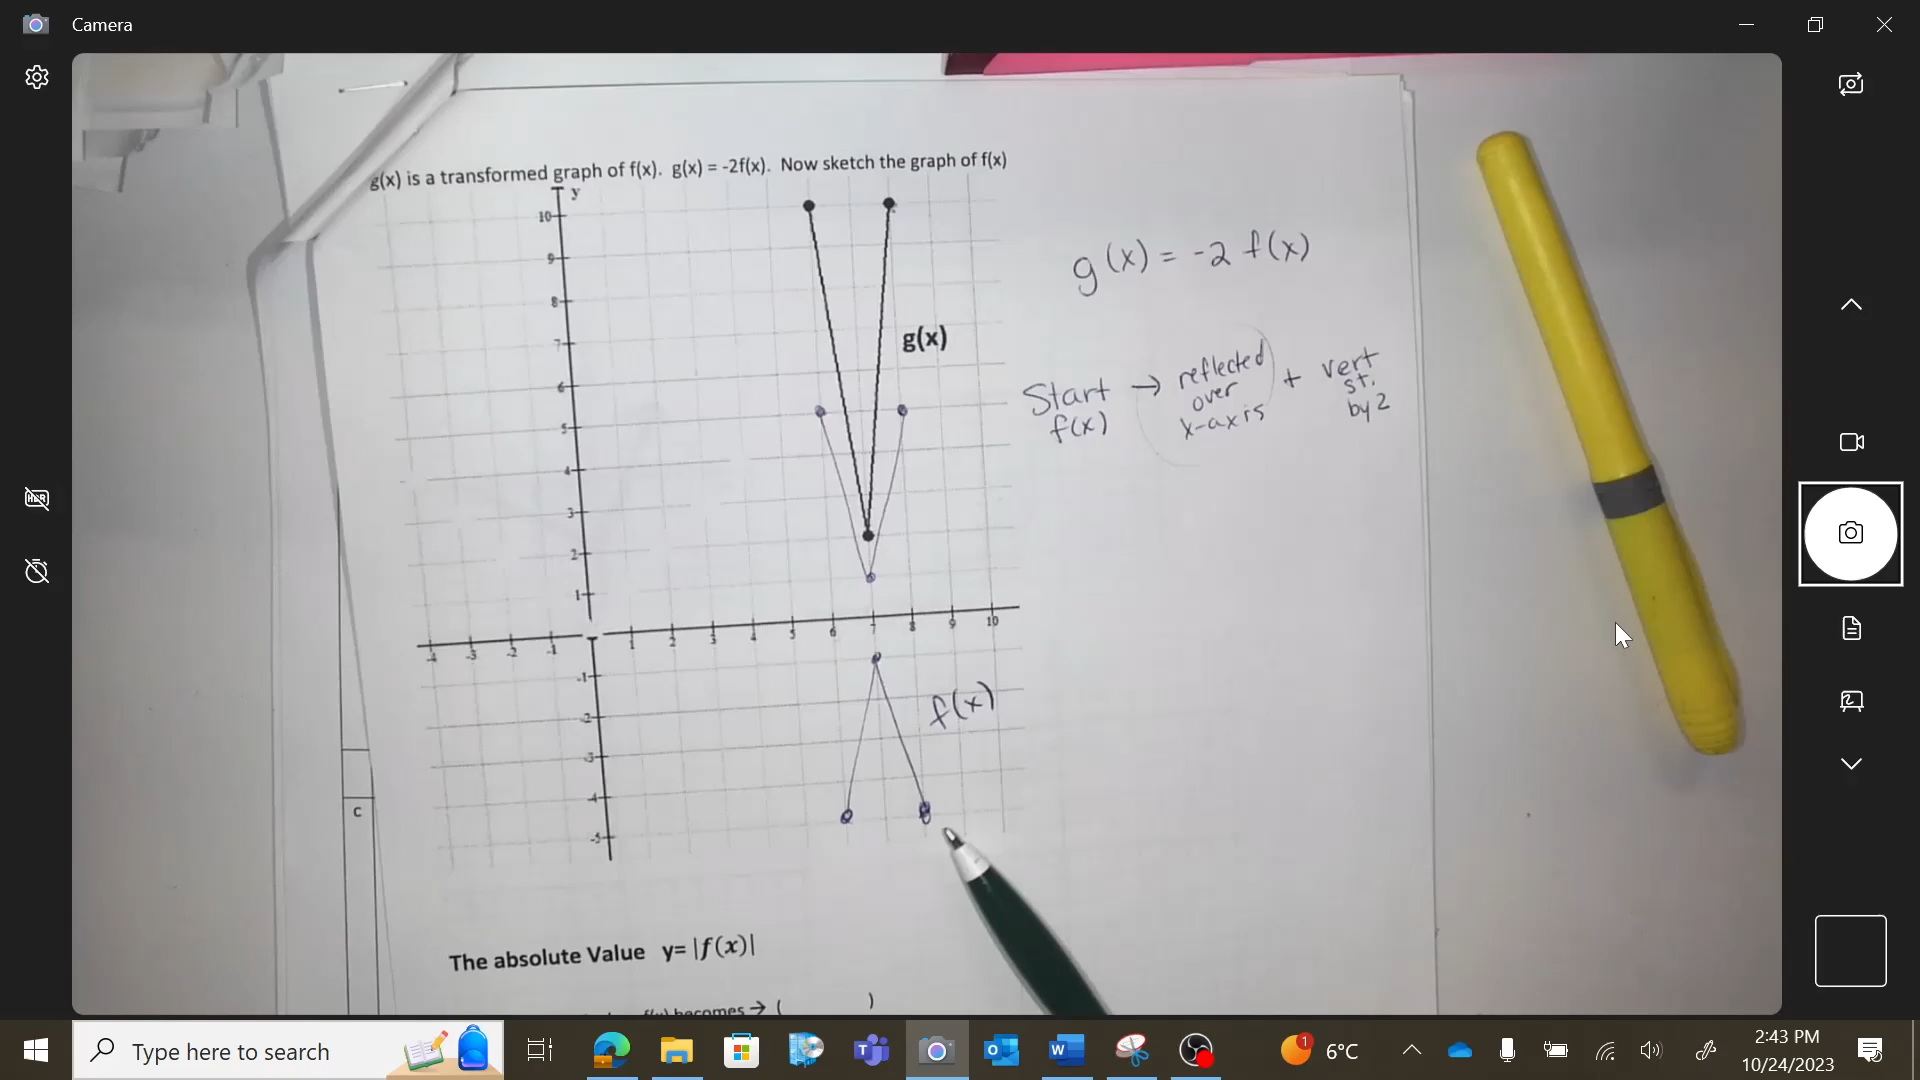 Camera
g(x) is a transformed graph of f(x). g(x) = -2f(x). Now sketch the graph of f(x)
y
10
9
8
7
6
5
4
3
2
1
-4 -3 -2 -1 1 2 3 4 5 6 7 8 9 10
-1
-2
-3
-4
-5
g(x)
f(x)
g(x) = -2 f(x)
Start → reflected + vert
f(x) over st.
x-axis by 2
C
The absolute Value y= |f(x)|
becomes → ( )
Type here to search
1
6°C
2:43 PM
10/24/2023